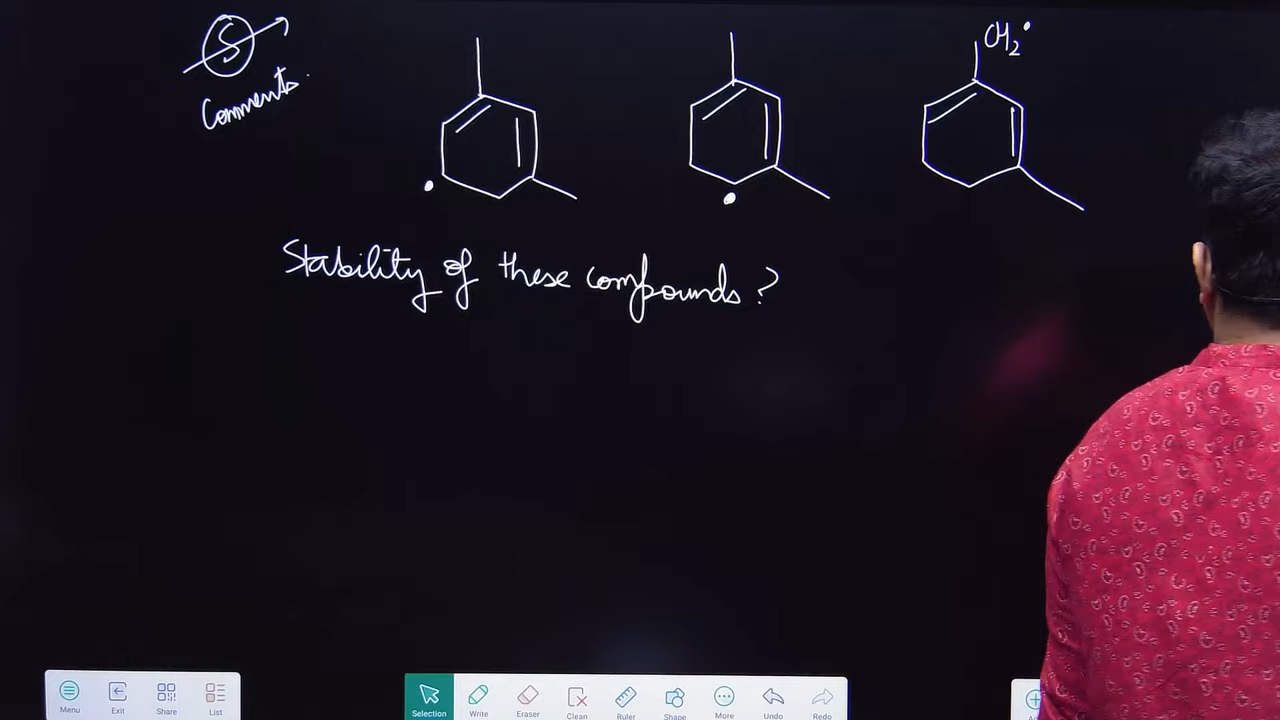 S
Comments.
CH₂•
Stability of these compounds ?
Menu
Exit
Share
List
Selection
Write
Eraser
Clean
Ruler
Shape
More
Undo
Redo